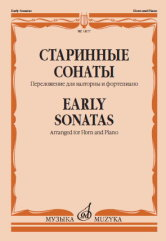 Early Sonatas
Horn and Piano
СТАРИННЫЕ
СОНАТЫ
Переложение для валторны и фортепиано
EARLY
SONATAS
Arranged for Horn and Piano
МУЗЫКА MUZYKA